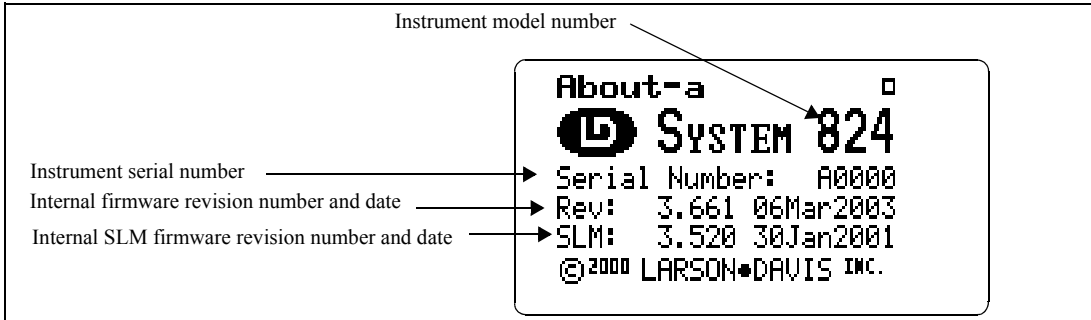 Instrument model number
About-a
SYSTEM 824
Instrument serial number
Serial Number: A0000
Internal firmware revision number and date
Rev: 3.661 06Mar2003
Internal SLM firmware revision number and date
SLM: 3.520 30Jan2001
©2000 LARSON•DAVIS INC.